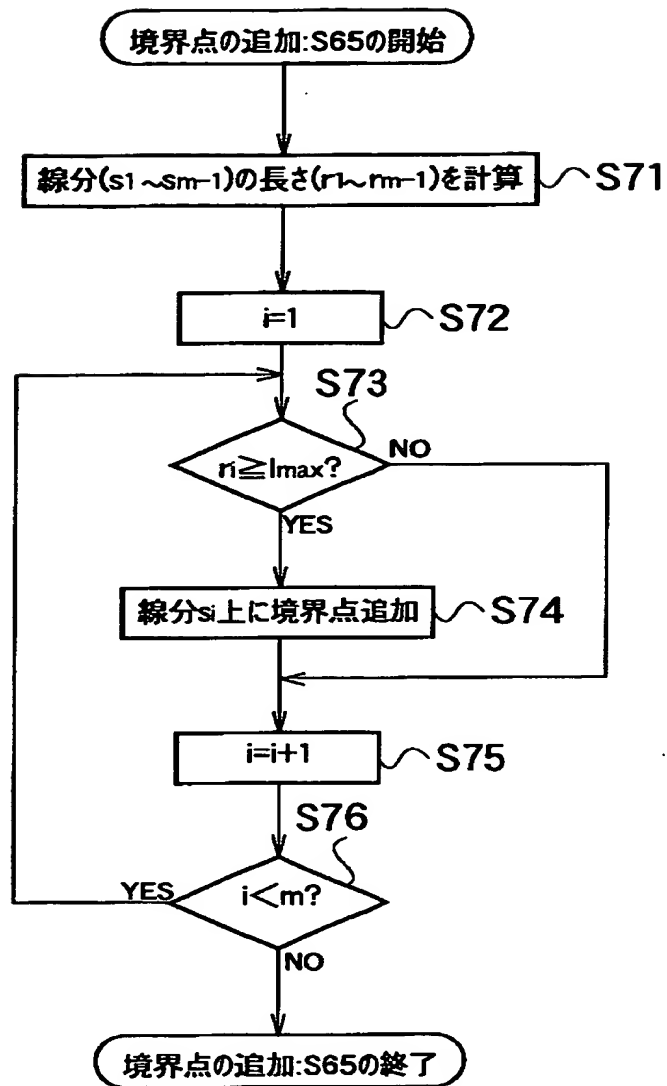 境界点の追加:S65の開始
線分(s1~sm-1)の長さ(r1~rm-1)を計算
S71
i=1
S72
S73
ri≧lmax?
NO
YES
線分si上に境界点追加
S74
i=i+1
S75
S76
YES
i<m?
NO
境界点の追加:S65の終了